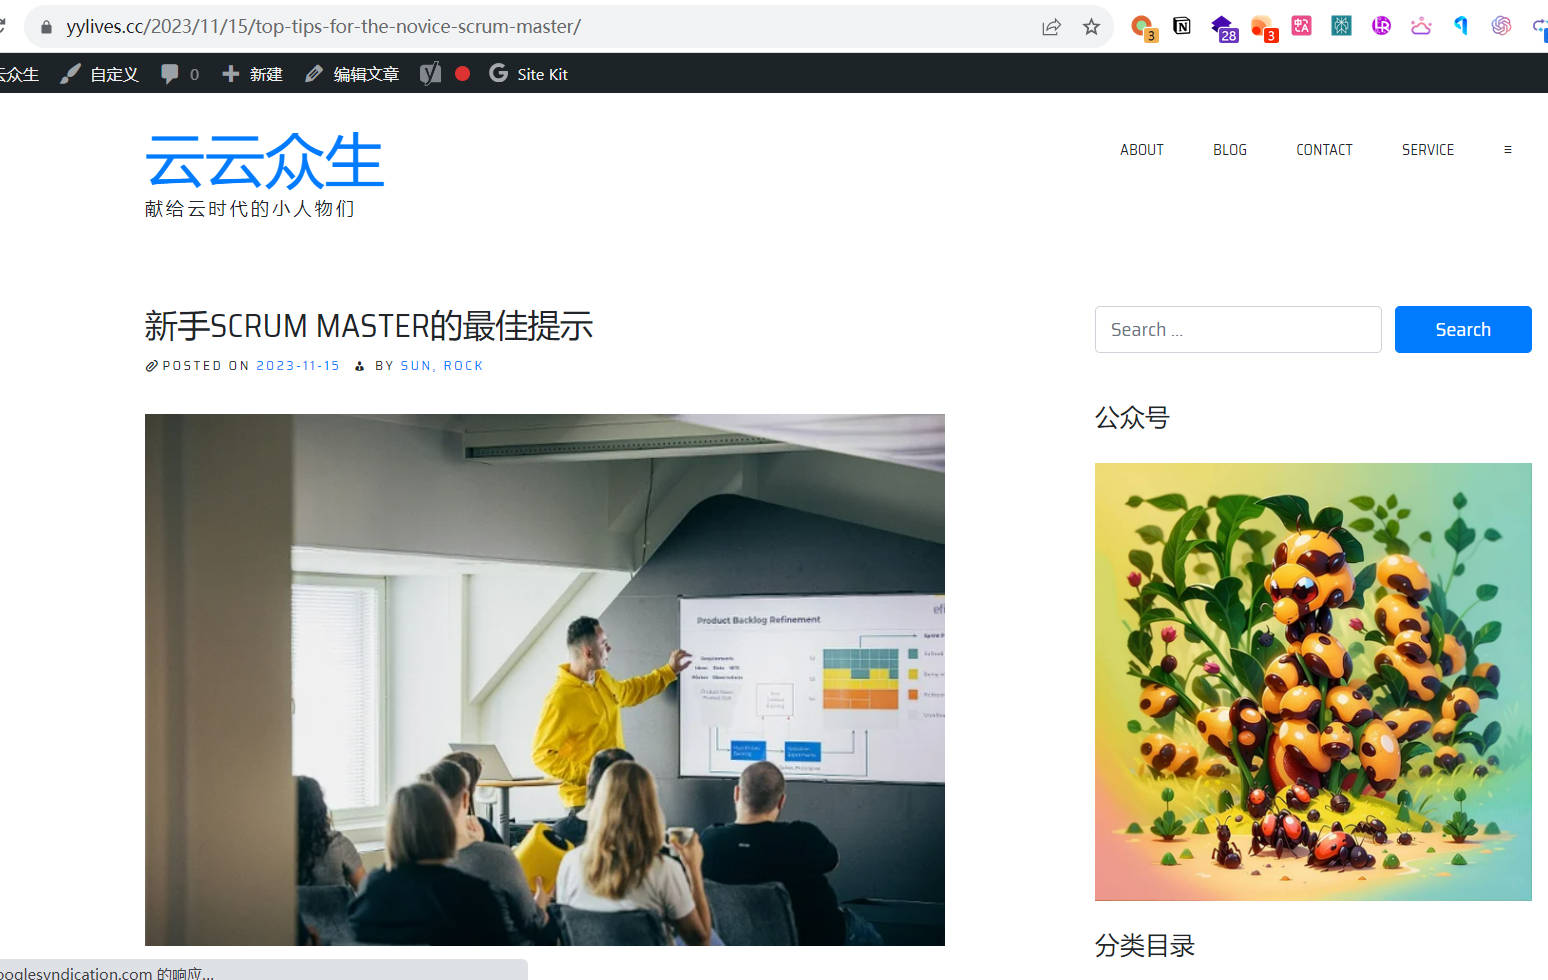 yylives.cc/2023/11/15/top-tips-for-the-novice-scrum-master/
3
28
3
云众生 自定义 0 新建 编辑文章 Site Kit
云云众生
献给云时代的小人物们
ABOUT BLOG CONTACT SERVICE ≡
新手SCRUM MASTER的最佳提示
POSTED ON 2023-11-15 BY SUN, ROCK
Search ...
Search
公众号
Product Backlog Refinement
Requirements
分类目录
ooglesyndication.com 的响应...